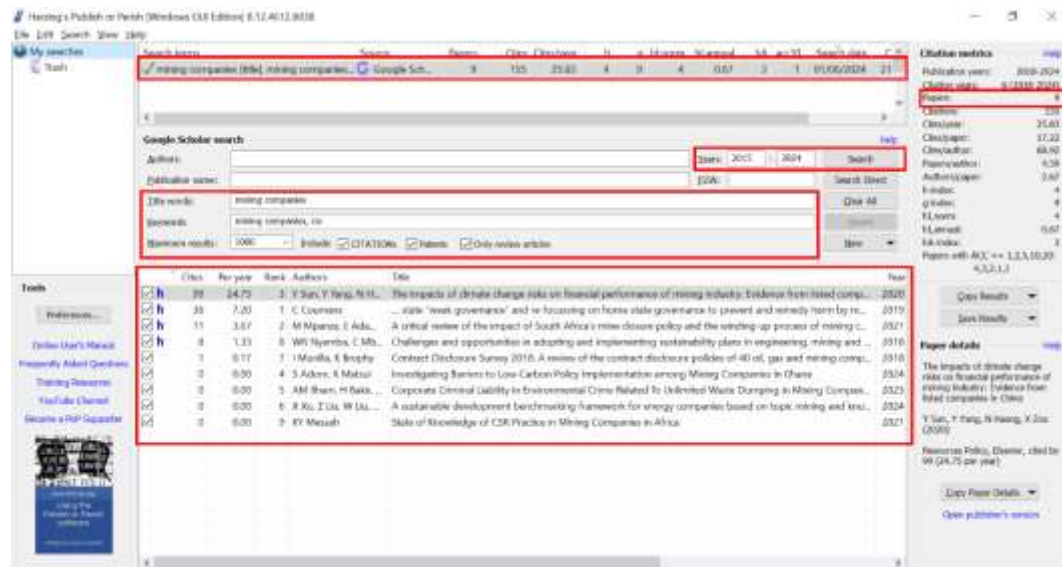 Harzing's Publish or Perish (Windows GUI Edition) 8.12.4612.8838
File Edit Search View Help
My searches
Trash
Search terms Source Papers Cites Cites/year h g hI,norm hI,annual hA acc10 Search date
mining companies [title], mining companies... Google Sch... 9 155 25.83 4 9 4 0.67 3 1 01/06/2024
Google Scholar search
Help
Authors:
Years: 2015 - 2024
Search
Publication name:
ISSN:
Search Direct
Title words: mining companies
Clear All
Keywords: mining companies, csr
Maximum results: 1000 Include: CITATIONs Patents Only review articles
New
Cites Per year Rank Authors Title Year
h 99 24.75 3 Y Sun, Y Yang, N H... The impacts of climate change risks on financial performance of mining industry: Evidence from listed comp... 2020
h 36 7.20 1 C Coumans ... state "weak governance" and re-focussing on home state governance to prevent and remedy harm by m... 2019
h 11 3.67 2 M Mpanza, E Ada... A critical review of the impact of South Africa's mine closure policy and the winding-up process of mining c... 2021
h 8 1.33 8 WN Nyemba, C Mb... Challenges and opportunities in adopting and implementing sustainability plans in engineering, mining and ... 2018
1 0.17 7 I Munilla, K Brophy Contract Disclosure Survey 2018: A review of the contract disclosure policies of 40 oil, gas and mining comp... 2018
0 0.00 4 S Adom, K Matsui Investigating Barriers to Low-Carbon Policy Implementation among Mining Companies in Ghana 2024
0 0.00 5 AM Ilham, H Bakir, ... Corporate Criminal Liability in Environmental Crime Related To Unlimited Waste Dumping in Mining Compan... 2023
0 0.00 6 X Xu, Z Liu, W Liu, ... A sustainable development benchmarking framework for energy companies based on topic mining and kno... 2024
0 0.00 9 KY Mensah State of Knowledge of CSR Practice in Mining Companies in Africa 2021
Tools
Preferences...
Online User's Manual
Frequently Asked Questions
Training Resources
YouTube Channel
Become a PoP Supporter
Citation metrics Help
Publication years: 2018-2024
Citation years: 6 (2018-2024)
Papers: 9
Citations: 155
Cites/year: 25.83
Cites/paper: 17.22
Cites/author:
Papers/author:
Authors/paper: 2.67
h-index: 4
g-index: 9
hI,norm: 4
hI,annual: 0.67
hA-index: 3
Papers with ACC >= 1,2,5,10,20:
4,3,2,1,1
Copy Results
Save Results
Paper details Help
The impacts of climate change
risks on financial performance of
mining industry: Evidence from
listed companies in China
Y Sun, Y Yang, N Huang, X Zou
(2020)
Resources Policy, Elsevier, cited by
99 (24.75 per year)
Copy Paper Details
Open publisher's version